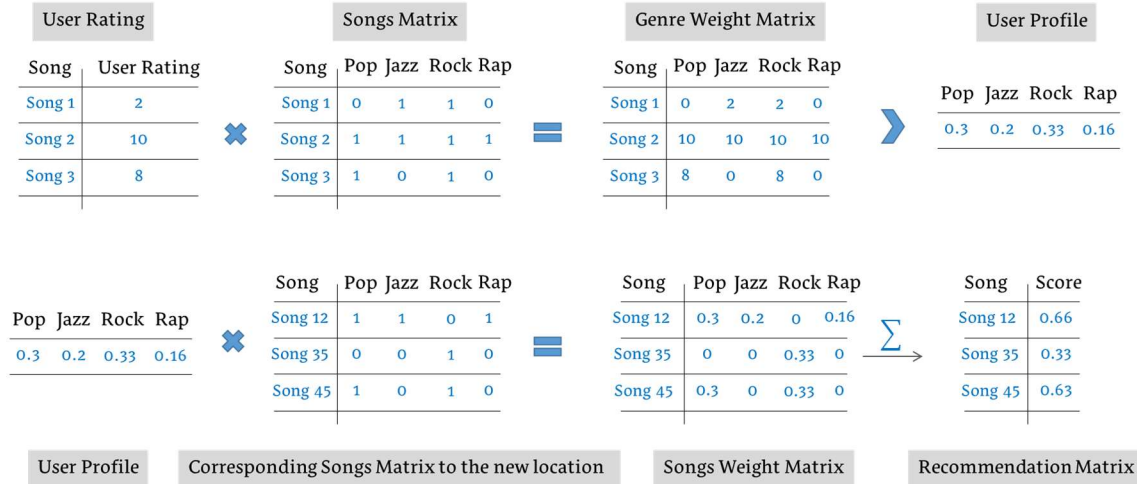 User Rating Songs Matrix Genre Weight Matrix User Profile
Song User Rating Song Pop Jazz Rock Rap Song Pop Jazz Rock Rap
Pop Jazz Rock Rap
Song 1 2 Song 1 0 1 1 0 Song 1 0 2 2 0
0.3 0.2 0.33 0.16
Song 2 10 Song 2 1 1 1 1 Song 2 10 10 10 10
Song 3 8 Song 3 1 0 1 0 Song 3 8 0 8 0
Song Pop Jazz Rock Rap Song Pop Jazz Rock Rap Song Score
Pop Jazz Rock Rap Song 12 1 1 0 1 Song 12 0.3 0.2 0 0.16 Σ Song 12 0.66
0.3 0.2 0.33 0.16 Song 35 0 0 1 0 Song 35 0 0 0.33 0 Song 35 0.33
Song 45 1 0 1 0 Song 45 0.3 0 0.33 0 Song 45 0.63
User Profile Corresponding Songs Matrix to the new location Songs Weight Matrix Recommendation Matrix